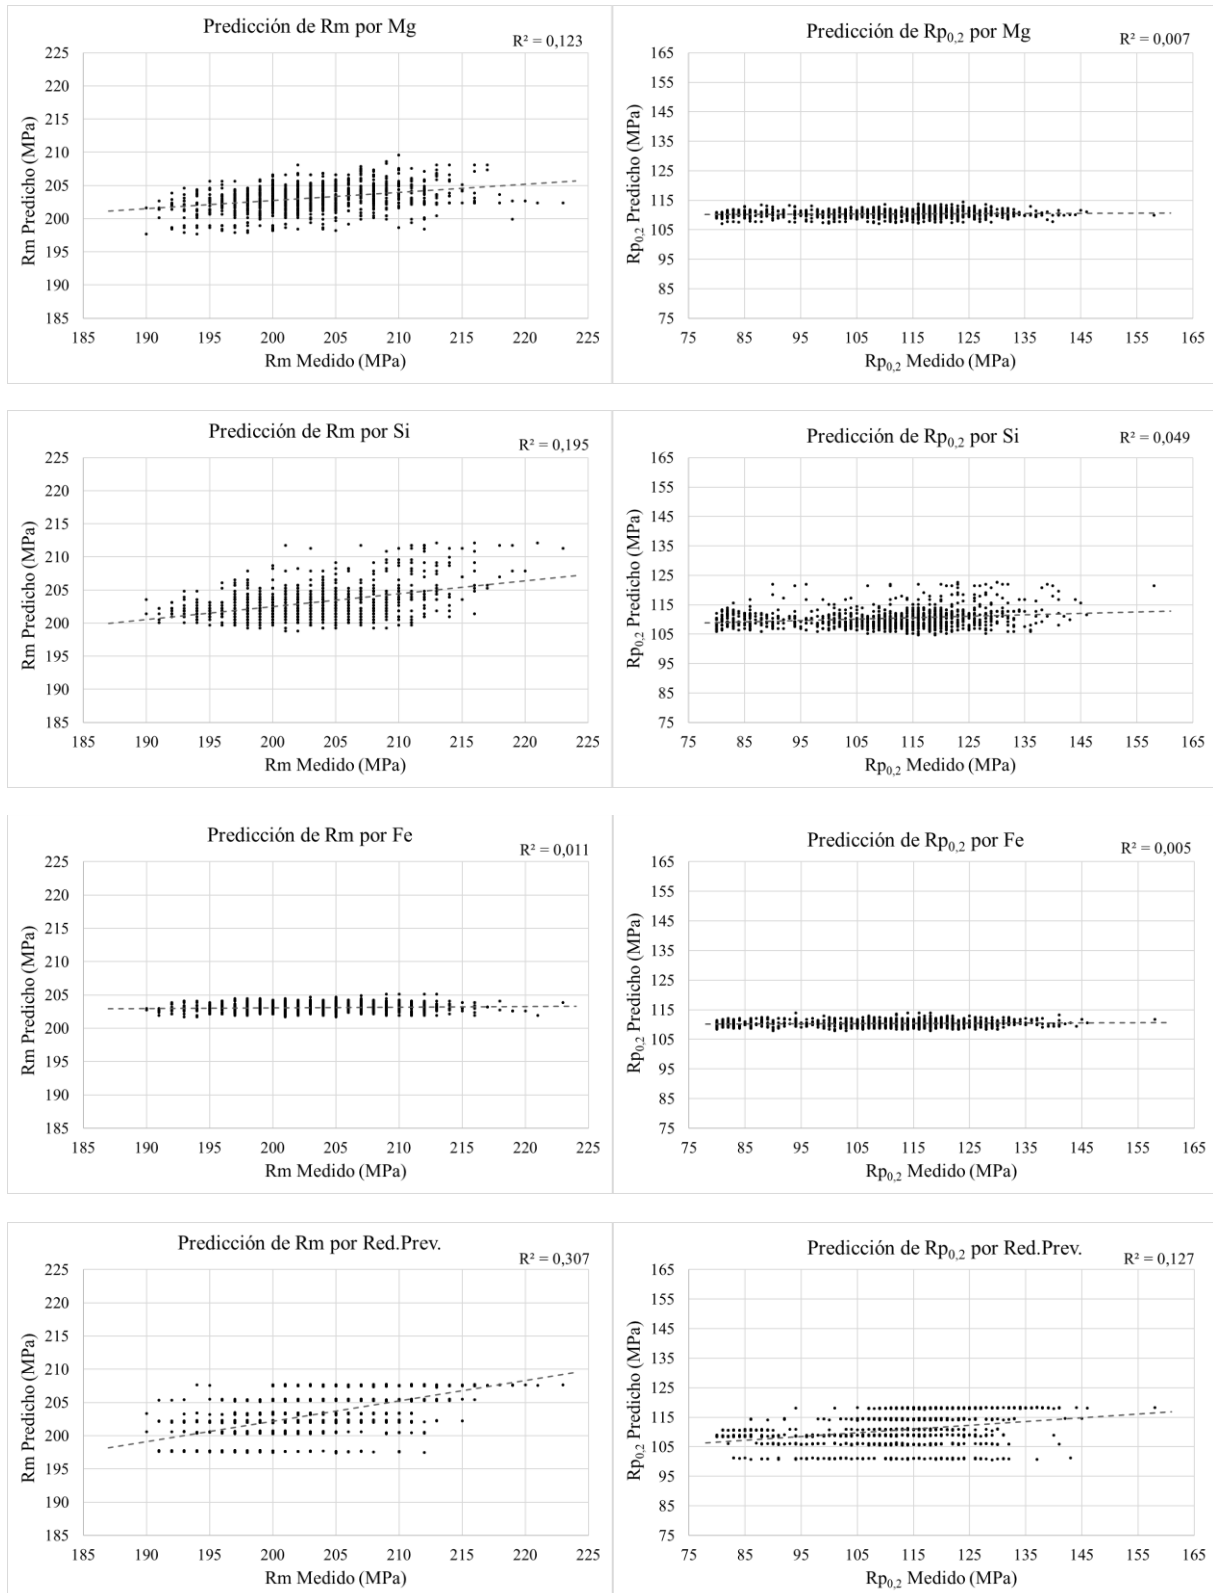 Predicción de Rm por Mg
R² = 0,123
225
220
215
210
205
200
195
190
185
Rm Predicho (MPa)
185 190 195 200 205 210 215 220 225
Rm Medido (MPa)
Predicción de Rp0,2 por Mg
R² = 0,007
165
155
145
135
125
115
105
95
85
75
Rp0,2 Predicho (MPa)
75 85 95 105 115 125 135 145 155 165
Rp0,2 Medido (MPa)
Predicción de Rm por Si
R² = 0,195
225
220
215
210
205
200
195
190
185
Rm Predicho (MPa)
185 190 195 200 205 210 215 220 225
Rm Medido (MPa)
Predicción de Rp0,2 por Si
R² = 0,049
165
155
145
135
125
115
105
95
85
75
Rp0,2 Predicho (MPa)
75 85 95 105 115 125 135 145 155 165
Rp0,2 Medido (MPa)
Predicción de Rm por Fe
R² = 0,011
225
220
215
210
205
200
195
190
185
Rm Predicho (MPa)
185 190 195 200 205 210 215 220 225
Rm Medido (MPa)
Predicción de Rp0,2 por Fe
R² = 0,005
165
155
145
135
125
115
105
95
85
75
Rp0,2 Predicho (MPa)
75 85 95 105 115 125 135 145 155 165
Rp0,2 Medido (MPa)
Predicción de Rm por Red.Prev.
R² = 0,307
225
220
215
210
205
200
195
190
185
Rm Predicho (MPa)
185 190 195 200 205 210 215 220 225
Rm Medido (MPa)
Predicción de Rp0,2 por Red.Prev.
R² = 0,127
165
155
145
135
125
115
105
95
85
75
Rp0,2 Predicho (MPa)
75 85 95 105 115 125 135 145 155 165
Rp0,2 Medido (MPa)